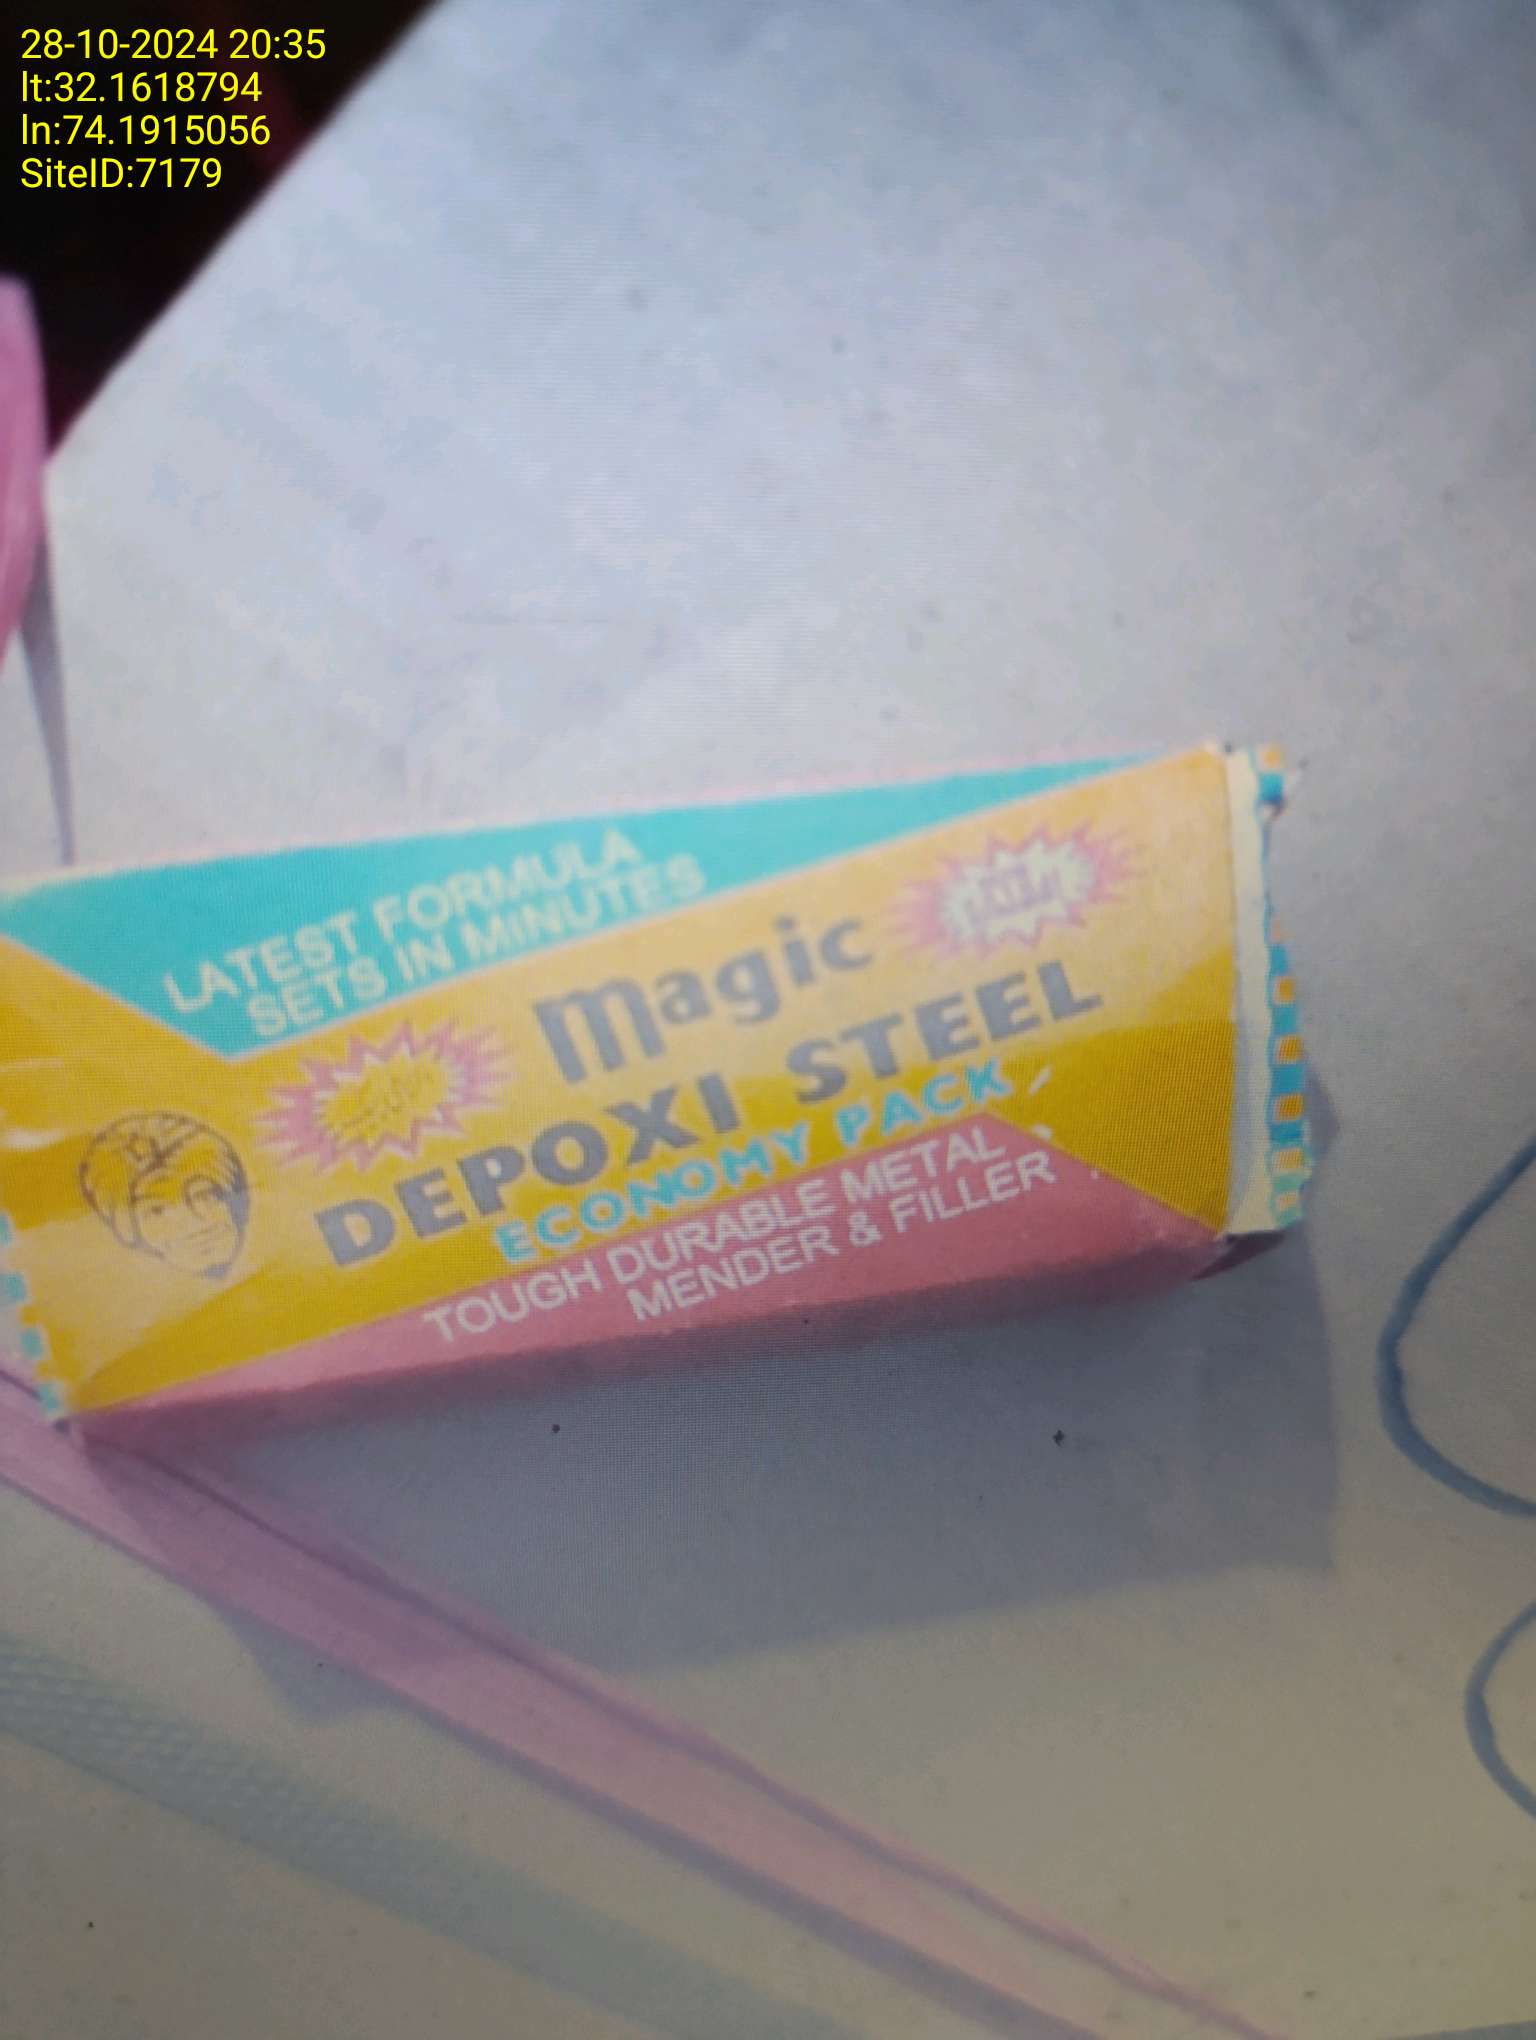 28-10-2024 20:35
lt:32.1618794
ln:74.1915056
SiteID:7179
LATEST FORMULA
SETS IN MINUTES
magic
DEPOXI STEEL
ECONOMY PACK
TOUGH DURABLE METAL
MENDER & FILLER